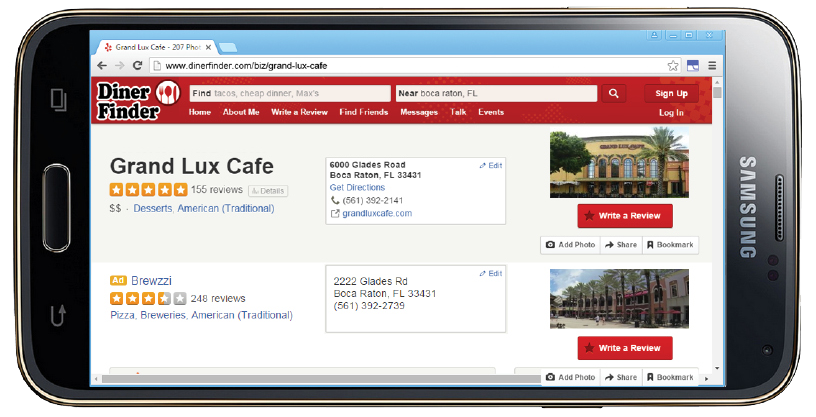 Grand Lux Cafe - 207 Phot
www.dinerfinder.com/biz/grand-lux-cafe
Diner Finder
Find tacos, cheap dinner, Max's
Near boca raton, FL
Sign Up
Home About Me Write a Review Find Friends Messages Talk Events
Log In
Grand Lux Cafe
155 reviews Details
$$ · Desserts, American (Traditional)
6000 Glades Road
Boca Raton, FL 33431
Edit
Get Directions
(561) 392-2141
grandluxcafe.com
GRAND LUX CAFE
Write a Review
Add Photo Share Bookmark
Ad Brewzzi
248 reviews
Pizza, Breweries, American (Traditional)
Edit
2222 Glades Rd
Boca Raton, FL 33431
(561) 392-2739
Write a Review
Add Photo Share Bookmark
SAMSUNG